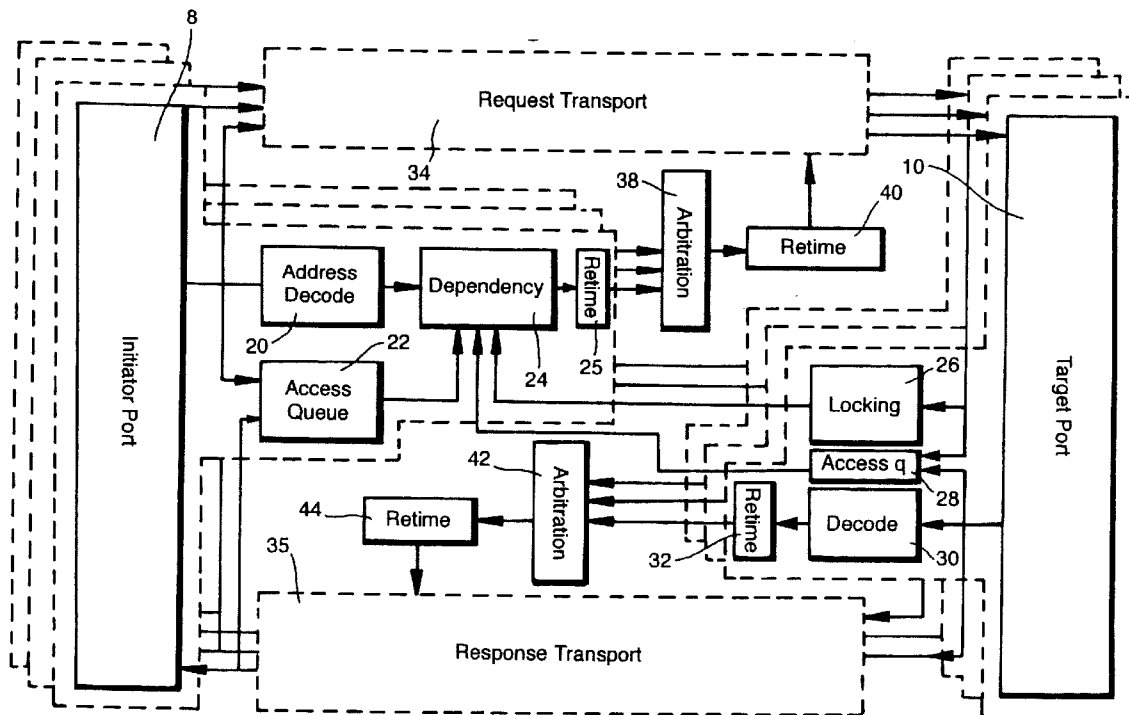 8
Request Transport
34
10
38
Arbitration
40
Retime
Address
Decode
20
Dependency
24
Retime
25
22
Access
Queue
26
Locking
Initiator Port
Target Port
42
Arbitration
Access q
28
44
Retime
Retime
32
Decode
30
35
Response Transport